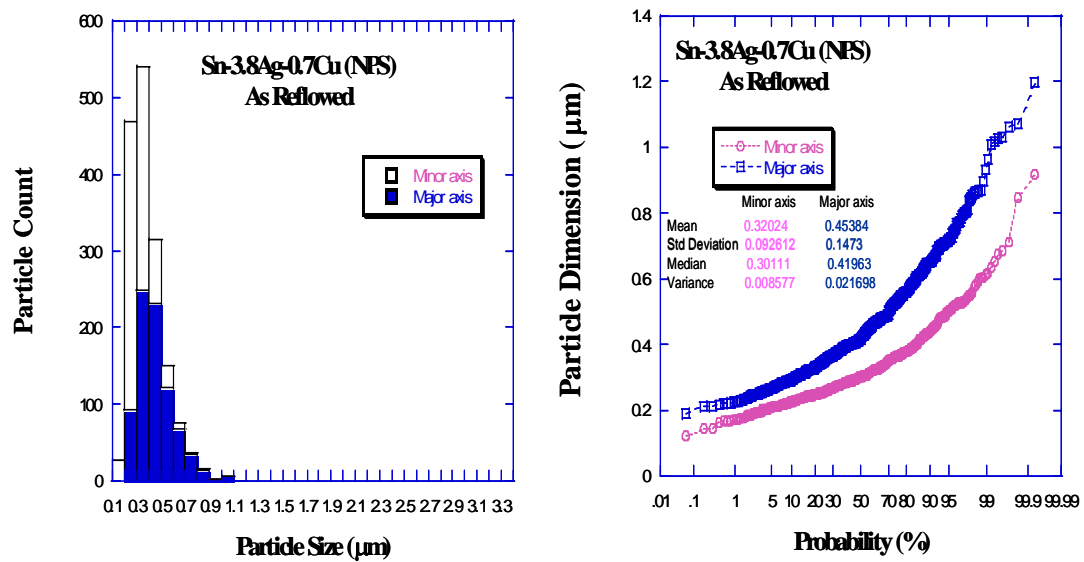 Sn-3.8Ag-0.7Cu (NPS)
As Reflowed
Minor axis
Major axis
Particle Count
600
500
400
300
200
100
0
0.1 0.3 0.5 0.7 0.9 1.1 1.3 1.5 1.7 1.9 2.1 2.3 2.5 2.7 2.9 3.1 3.3
Particle Size (μm)
Sn-3.8Ag-0.7Cu (NPS)
As Reflowed
Minor axis
Major axis
Minor axis Major axis
Mean 0.32024 0.45384
Std Deviation 0.092612 0.1473
Median 0.30111 0.41963
Variance 0.008577 0.021698
Particle Dimension ( μm)
1.4
1.2
1
0.8
0.6
0.4
0.2
0
.01 .1 1 5 10 20 30 50 70 80 90 95 99 99.9 99.99
Probability (%)